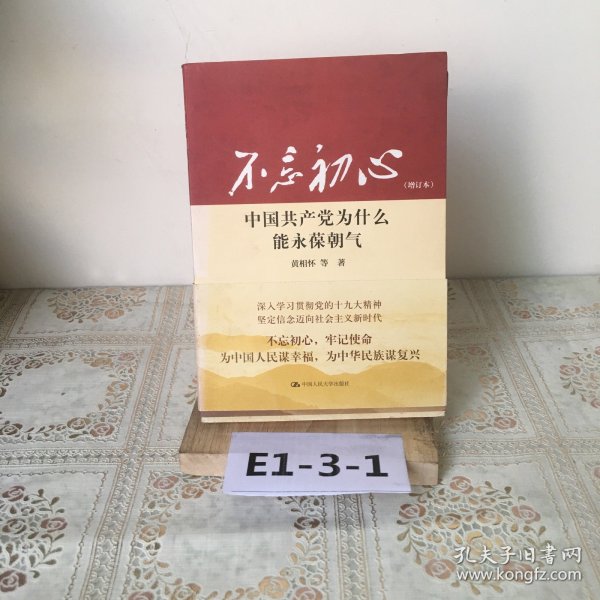 不忘初心
(增订本)
中国共产党为什么
能永葆朝气
黄相怀 等 著
深入学习贯彻党的十九大精神
坚定信念迈向社会主义新时代
不忘初心，牢记使命
为中国人民谋幸福，为中华民族谋复兴
中国人民大学出版社
E1-3-1
孔夫子旧书网
www.kongfz.com